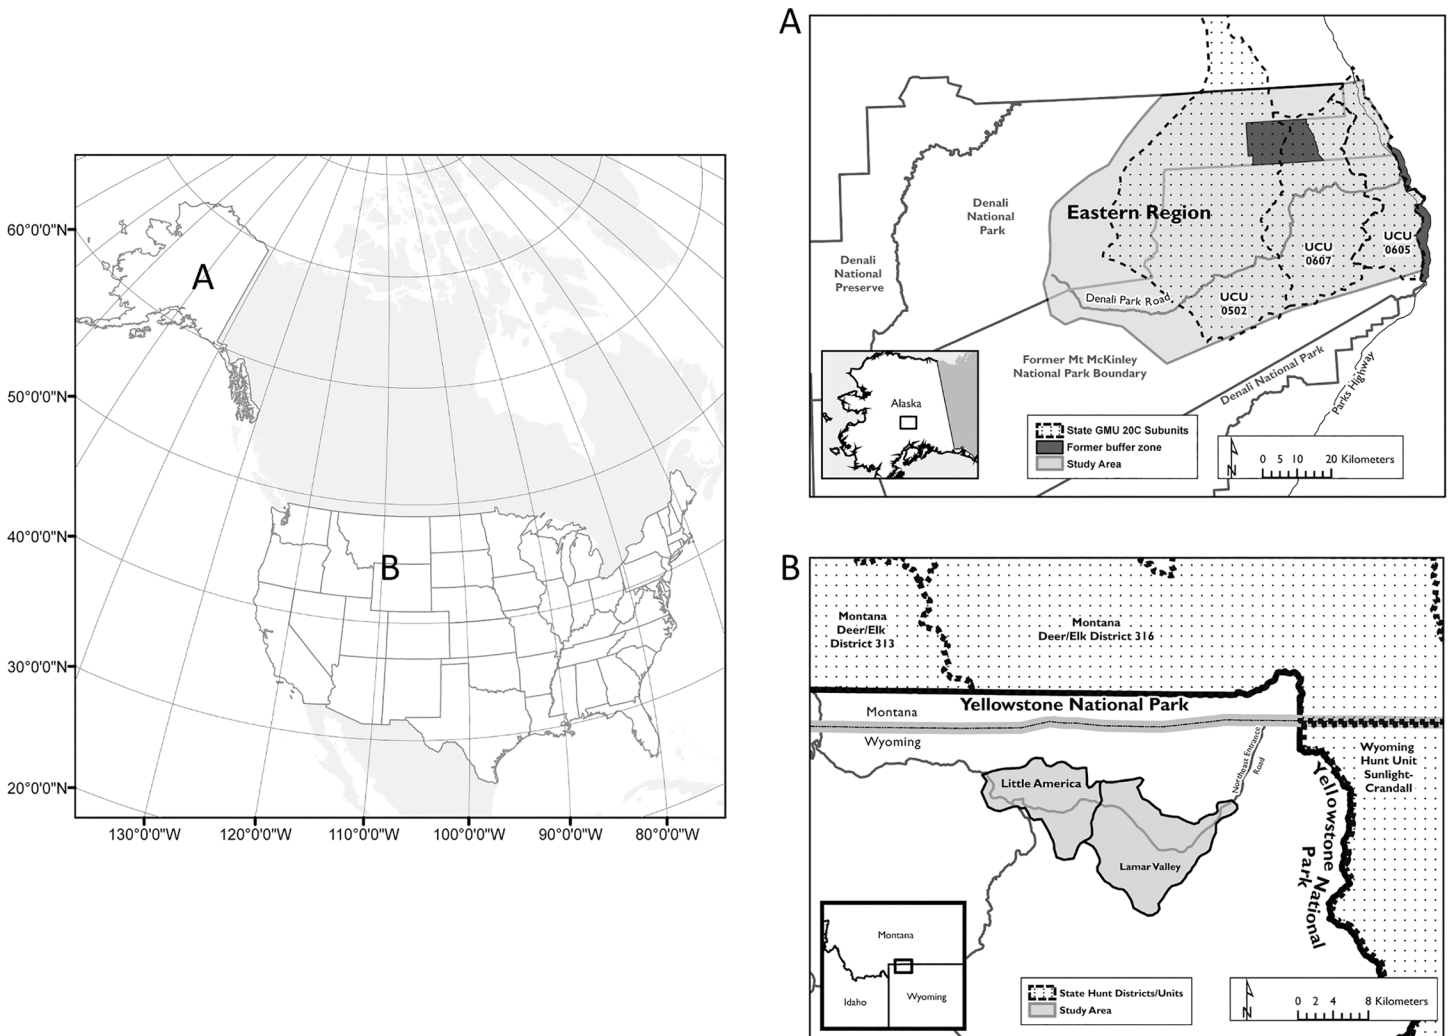 60°0'0"N
50°0'0"N
40°0'0"N
30°0'0"N
20°0'0"N
A
B
130°0'0"W
120°0'0"W
110°0'0"W
100°0'0"W
90°0'0"W
80°0'0"W
A
Denali
National
Park
Denali
National
Preserve
Eastern Region
UCU
0607
UCU
0605
UCU
0502
Denali Park Road
Former Mt McKinley
National Park Boundary
Denali National Park
Parks Highway
Alaska
State GMU 20C Subunits
Former buffer zone
Study Area
N
0 5 10 20 Kilometers
B
Montana
Deer/Elk
District 313
Montana
Deer/Elk District 316
Yellowstone National Park
Montana
Wyoming
Northeast Entrance
Road
Wyoming
Hunt Unit
Sunlight-
Crandall
Little America
Lamar Valley
Yellowstone National
Park
Montana
Idaho
Wyoming
State Hunt Districts/Units
Study Area
N
0 2 4 8 Kilometers